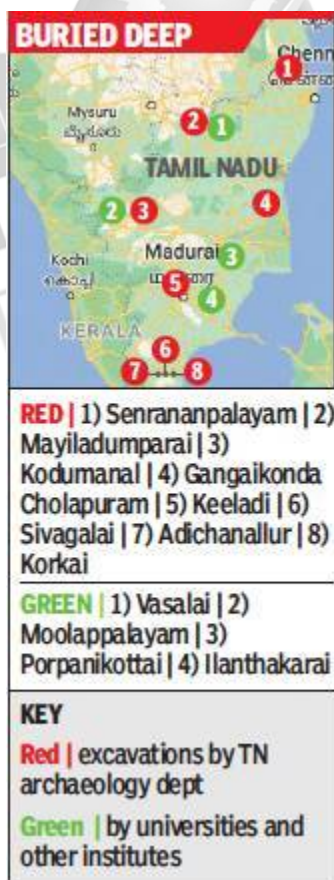 BURIED DEEP
Chenn
1
Mysuru
ಮೈಸೂರು
2 1
TAMIL NADU
2 3
4
Kochi
Madurai 3
5
4
KERALA
6
7 8
RED | 1) Senrananpalayam | 2)
Mayiladumparai | 3)
Kodumanal | 4) Gangaikonda
Cholapuram | 5) Keeladi | 6)
Sivagalai | 7) Adichanallur | 8)
Korkai
GREEN | 1) Vasalai | 2)
Moolappalayam | 3)
Porpanikottai | 4) Ilanthakarai
KEY
Red | excavations by TN
archaeology dept
Green | by universities and
other institutes